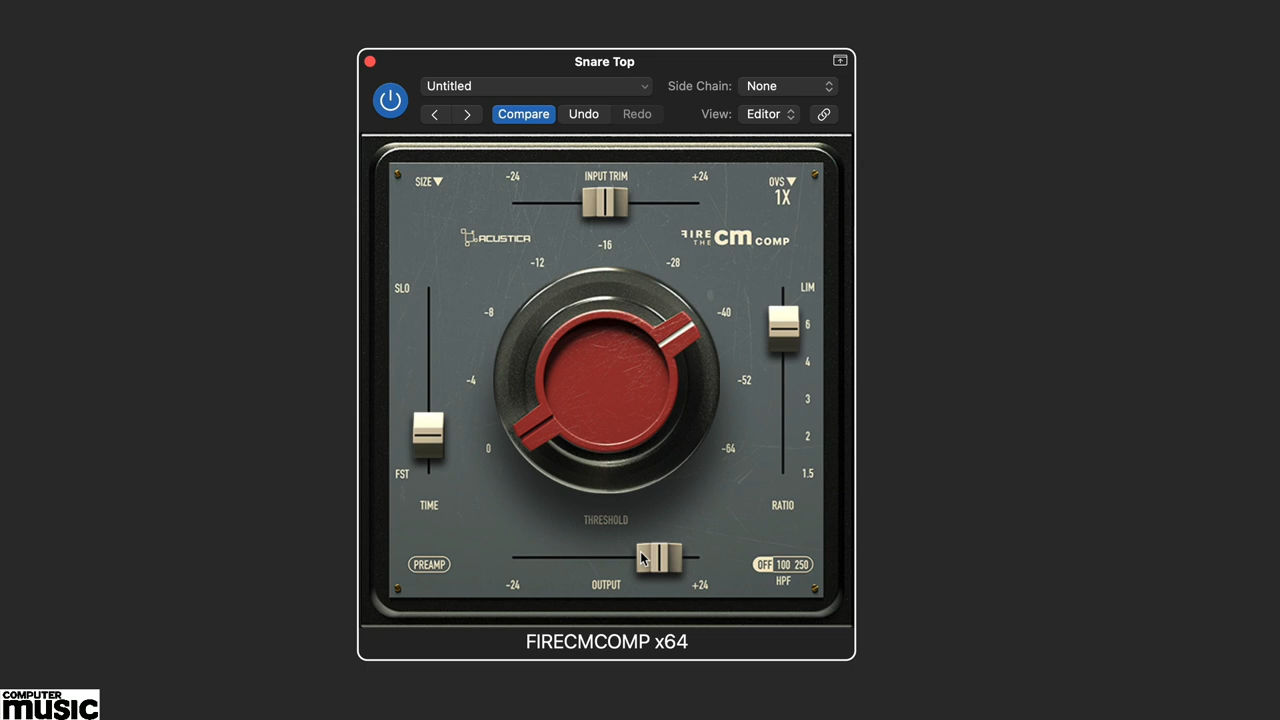 Snare Top
Untitled
Side Chain: None
Compare Undo Redo
View: Editor
SIZE
-24 INPUT TRIM +24
OVS
1X
ACUSTICA
FIRE THE cm COMP
-16
-12 -28
-8 -40
-4 -52
0 -64
SLO
FST
TIME
LIM
6
4
3
2
1.5
RATIO
THRESHOLD
PREAMP
-24 OUTPUT +24
OFF 100 250
HPF
FIRECMCOMP x64
COMPUTER
MUSIC